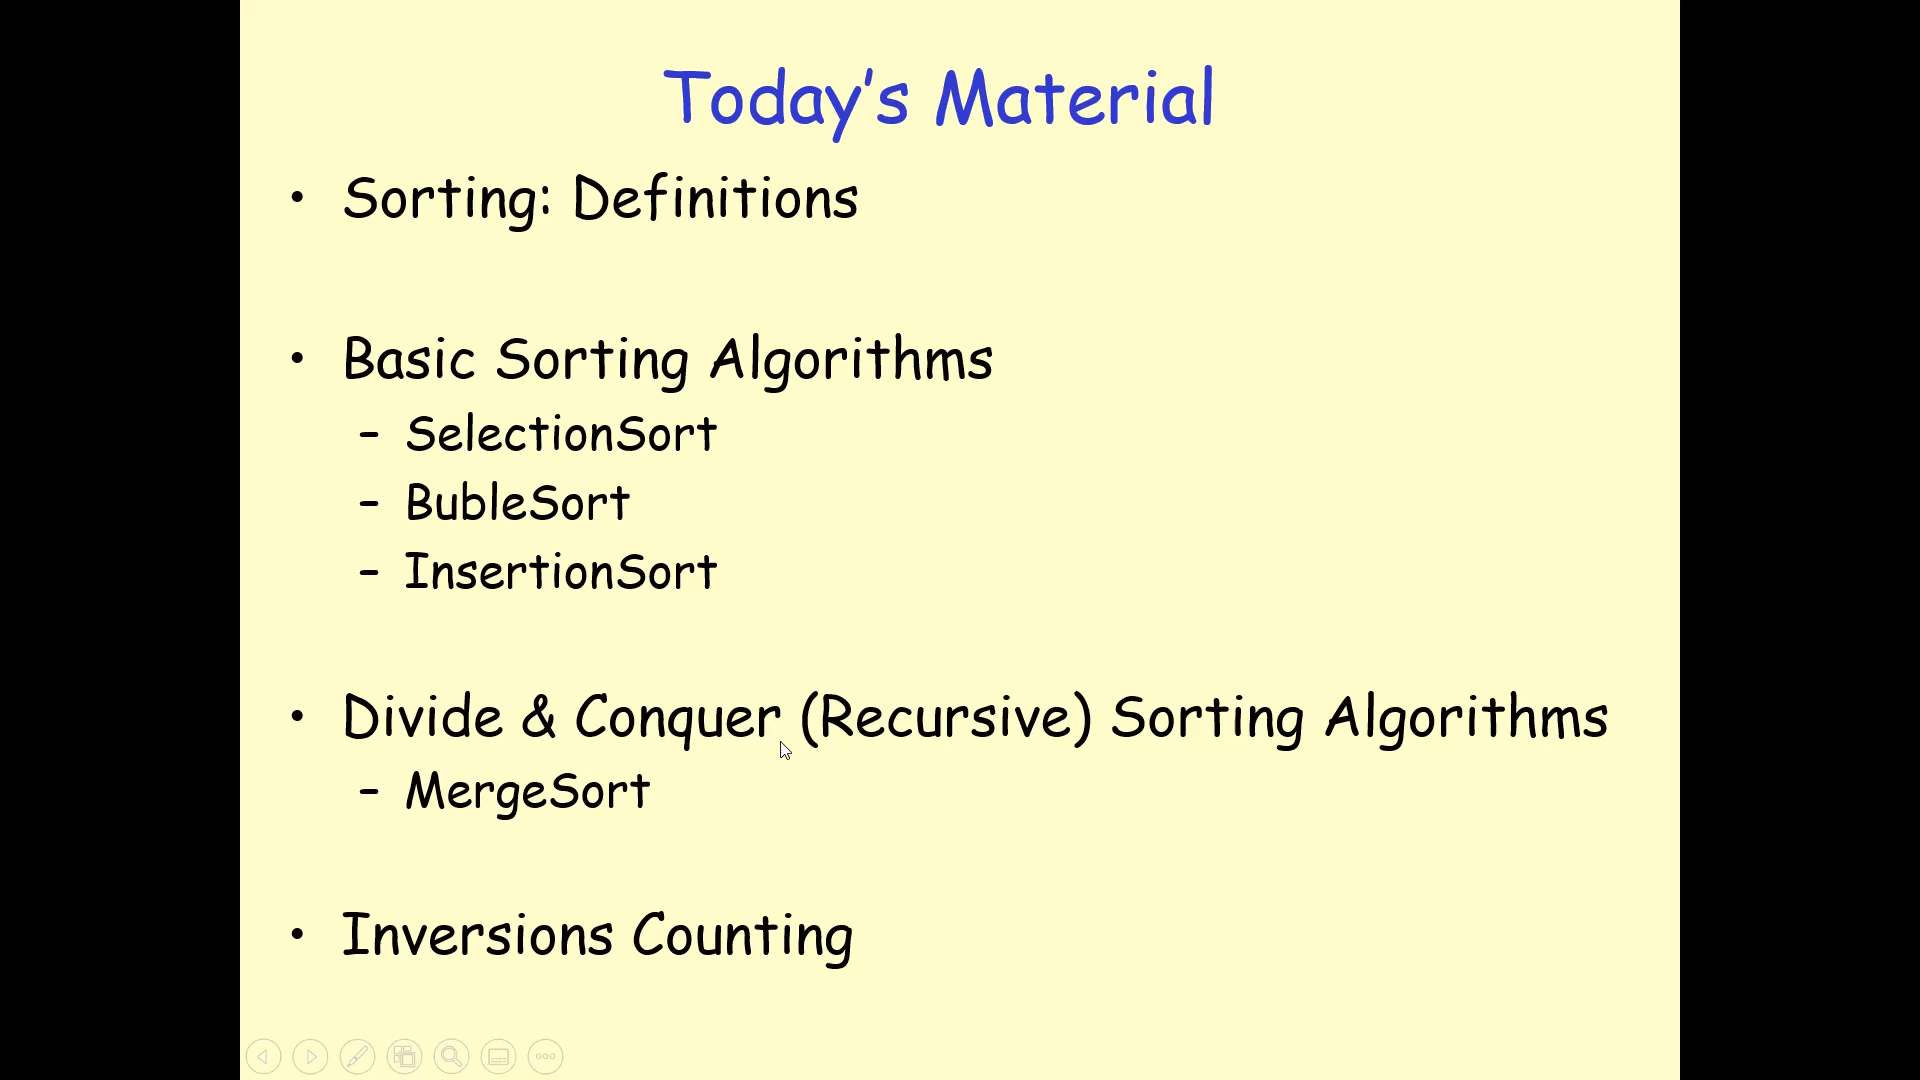 Today's Material
• Sorting: Definitions
• Basic Sorting Algorithms
– SelectionSort
– BubleSort
– InsertionSort
• Divide & Conquer (Recursive) Sorting Algorithms
– MergeSort
• Inversions Counting